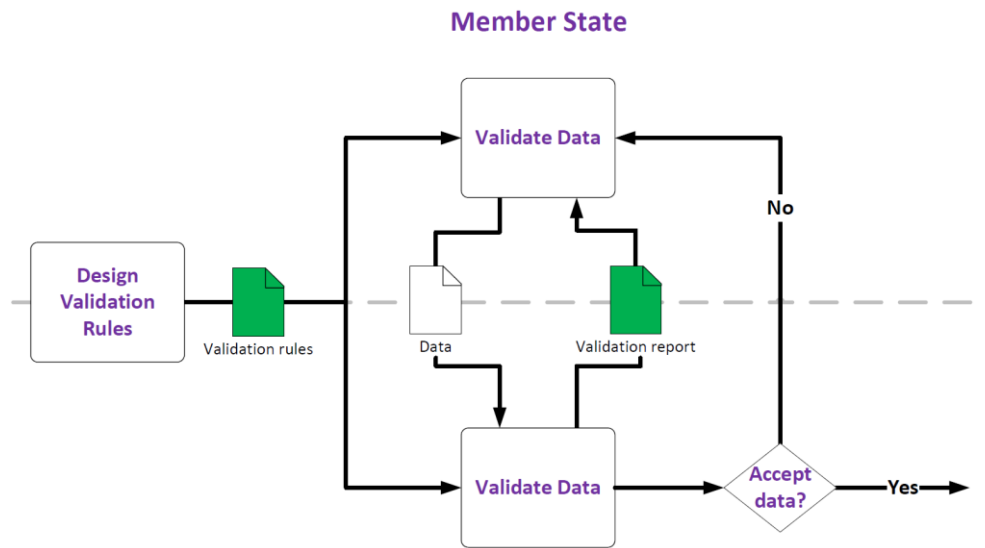 Member State
Validate Data
No
Design
Validation
Rules
Validation rules
Data
Validation report
Validate Data
Accept
data?
Yes